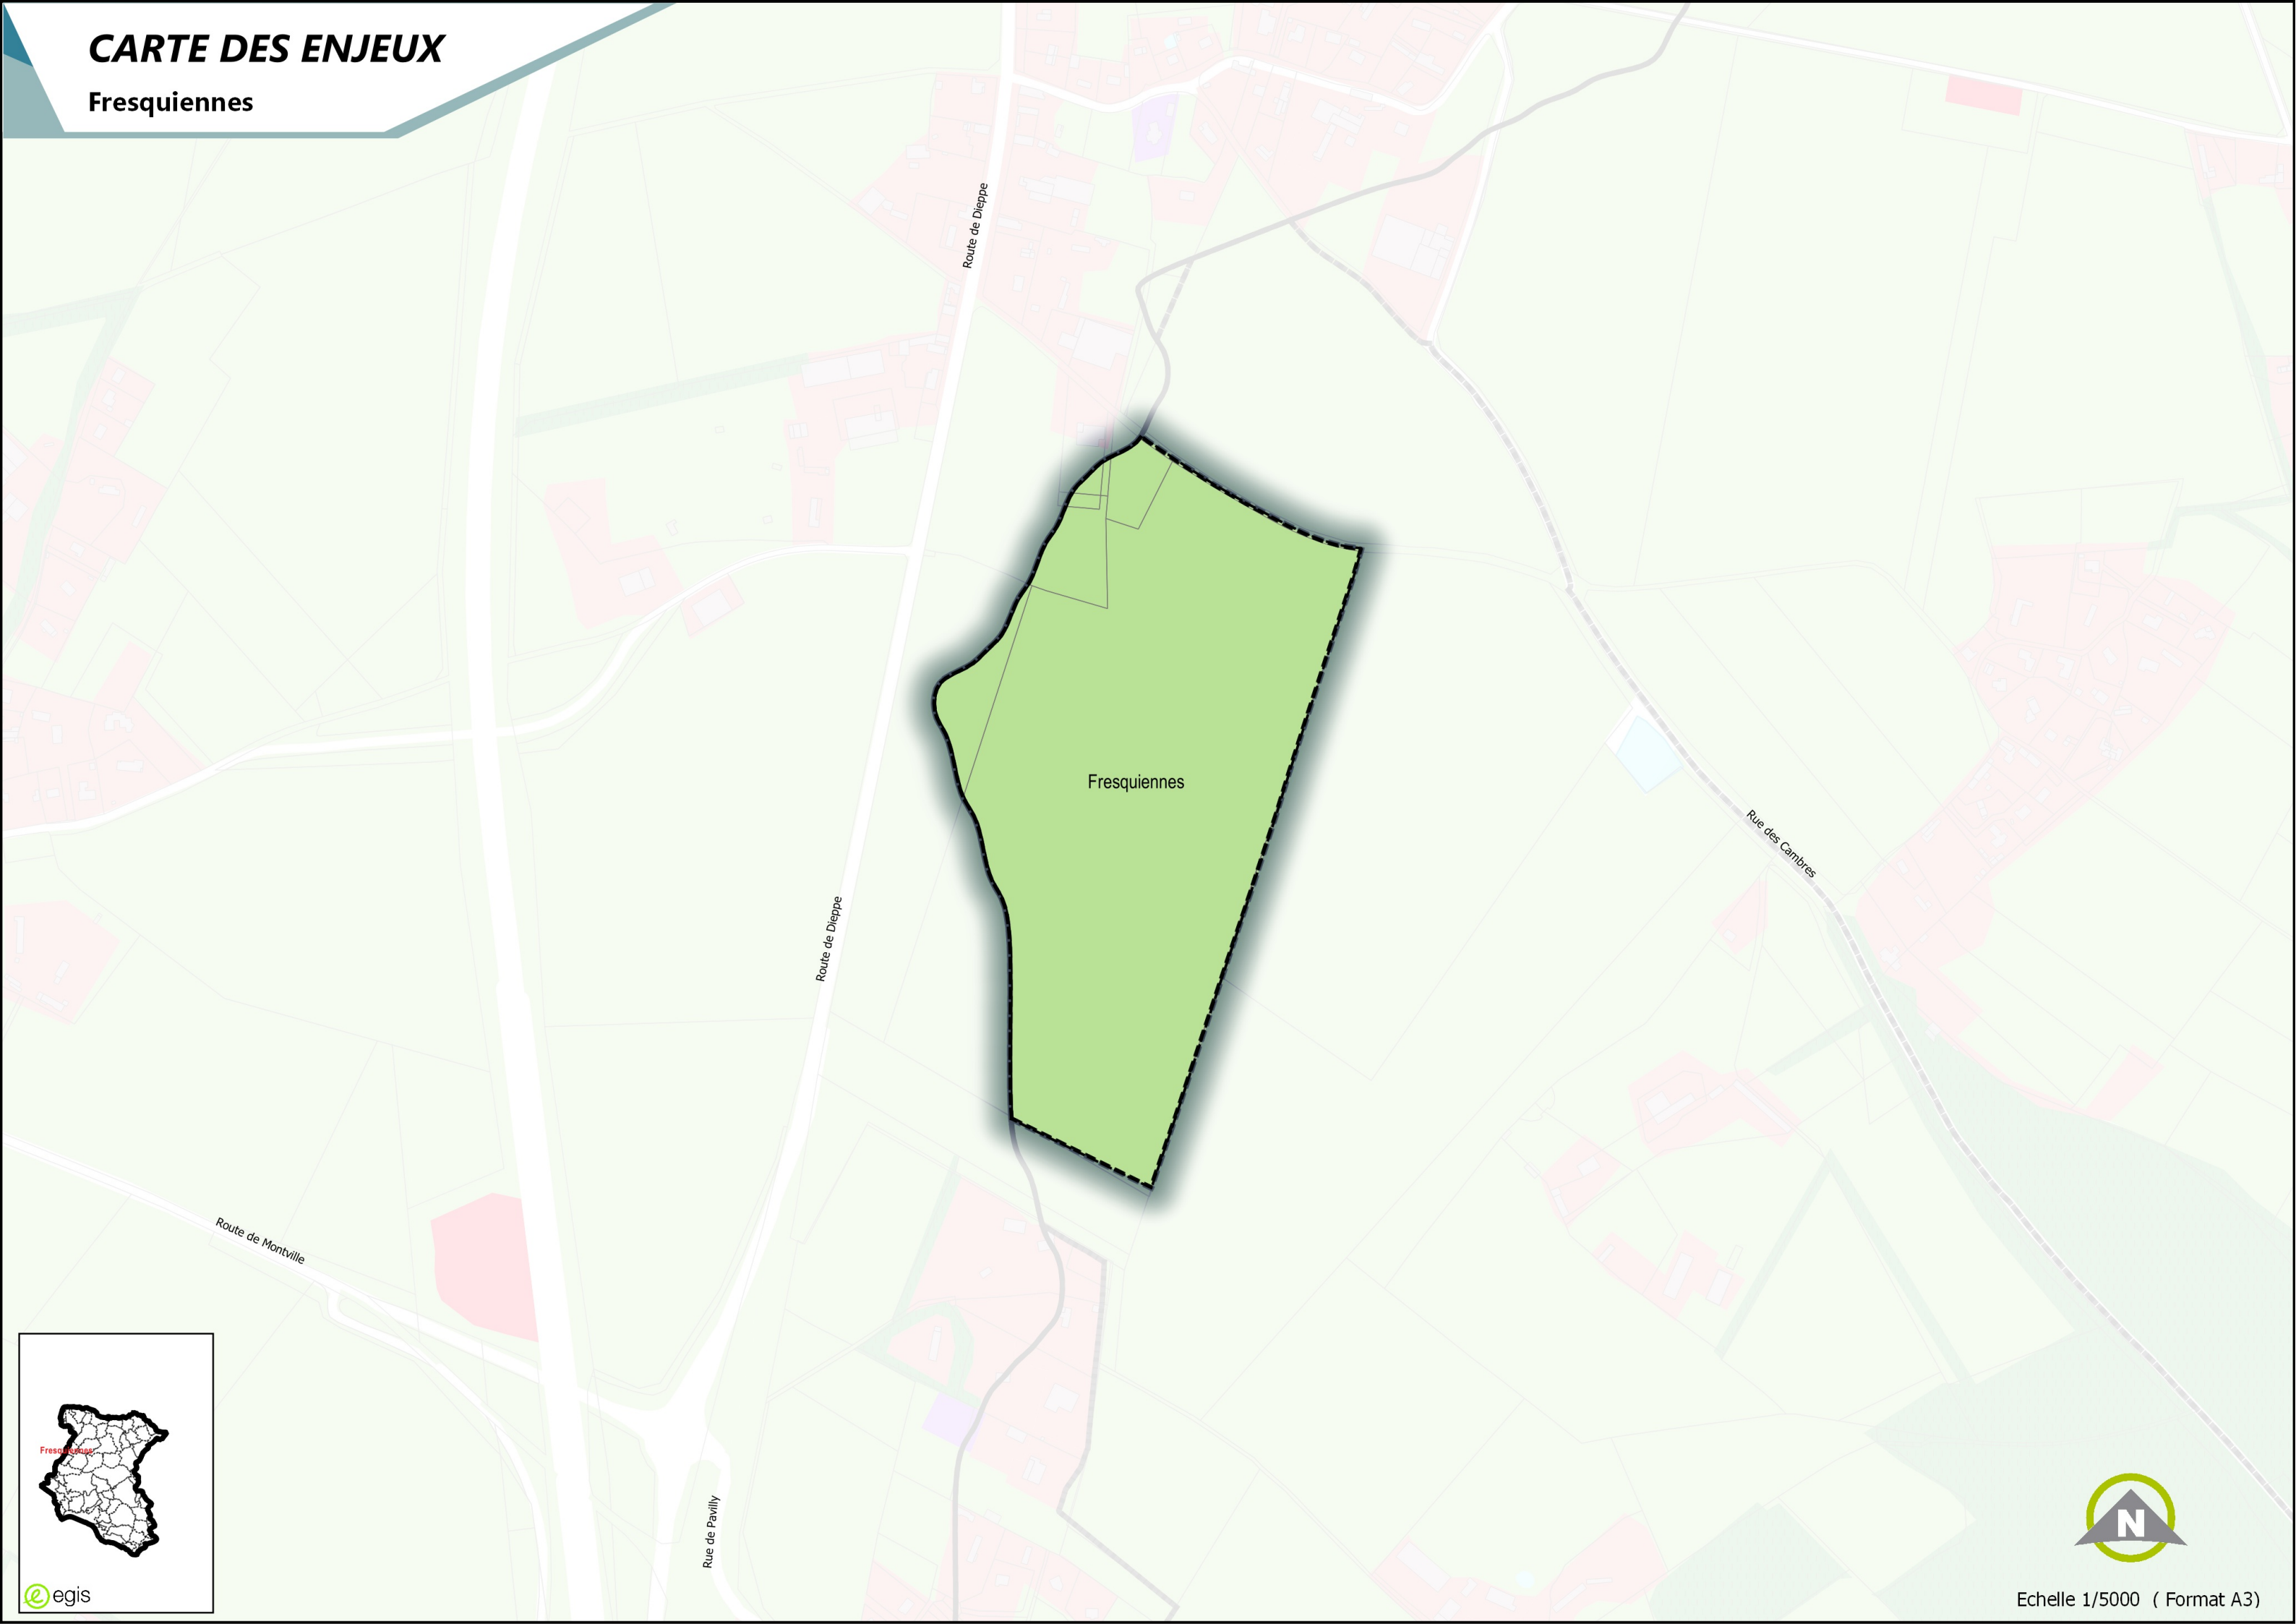 CARTE DES ENJEUX
Fresquiennes
Route de Dieppe
Fresquiennes
Rue des Cambres
Route de Dieppe
Route de Montville
Fresquiennes
Rue de Pavilly
N
egis
Echelle 1/5000 ( Format A3)